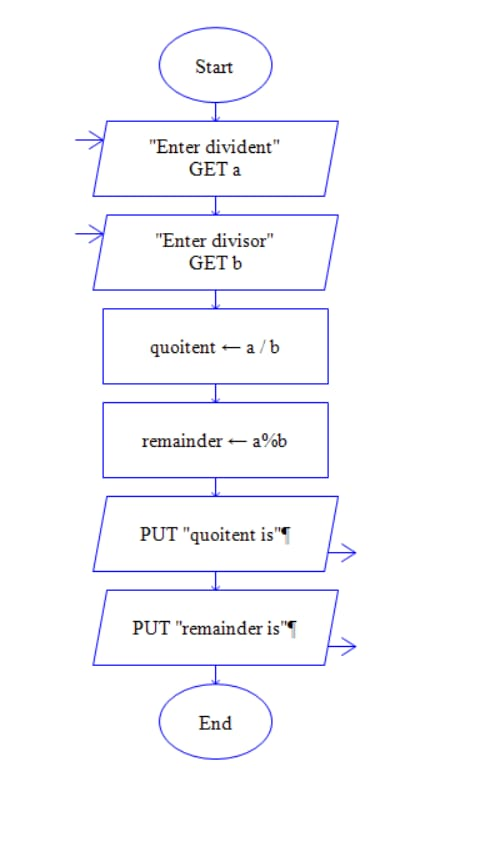 Start
"Enter divident"
GET a
"Enter divisor"
GET b
quoitent ← a / b
remainder ← a%b
PUT "quoitent is"¶
PUT "remainder is"¶
End